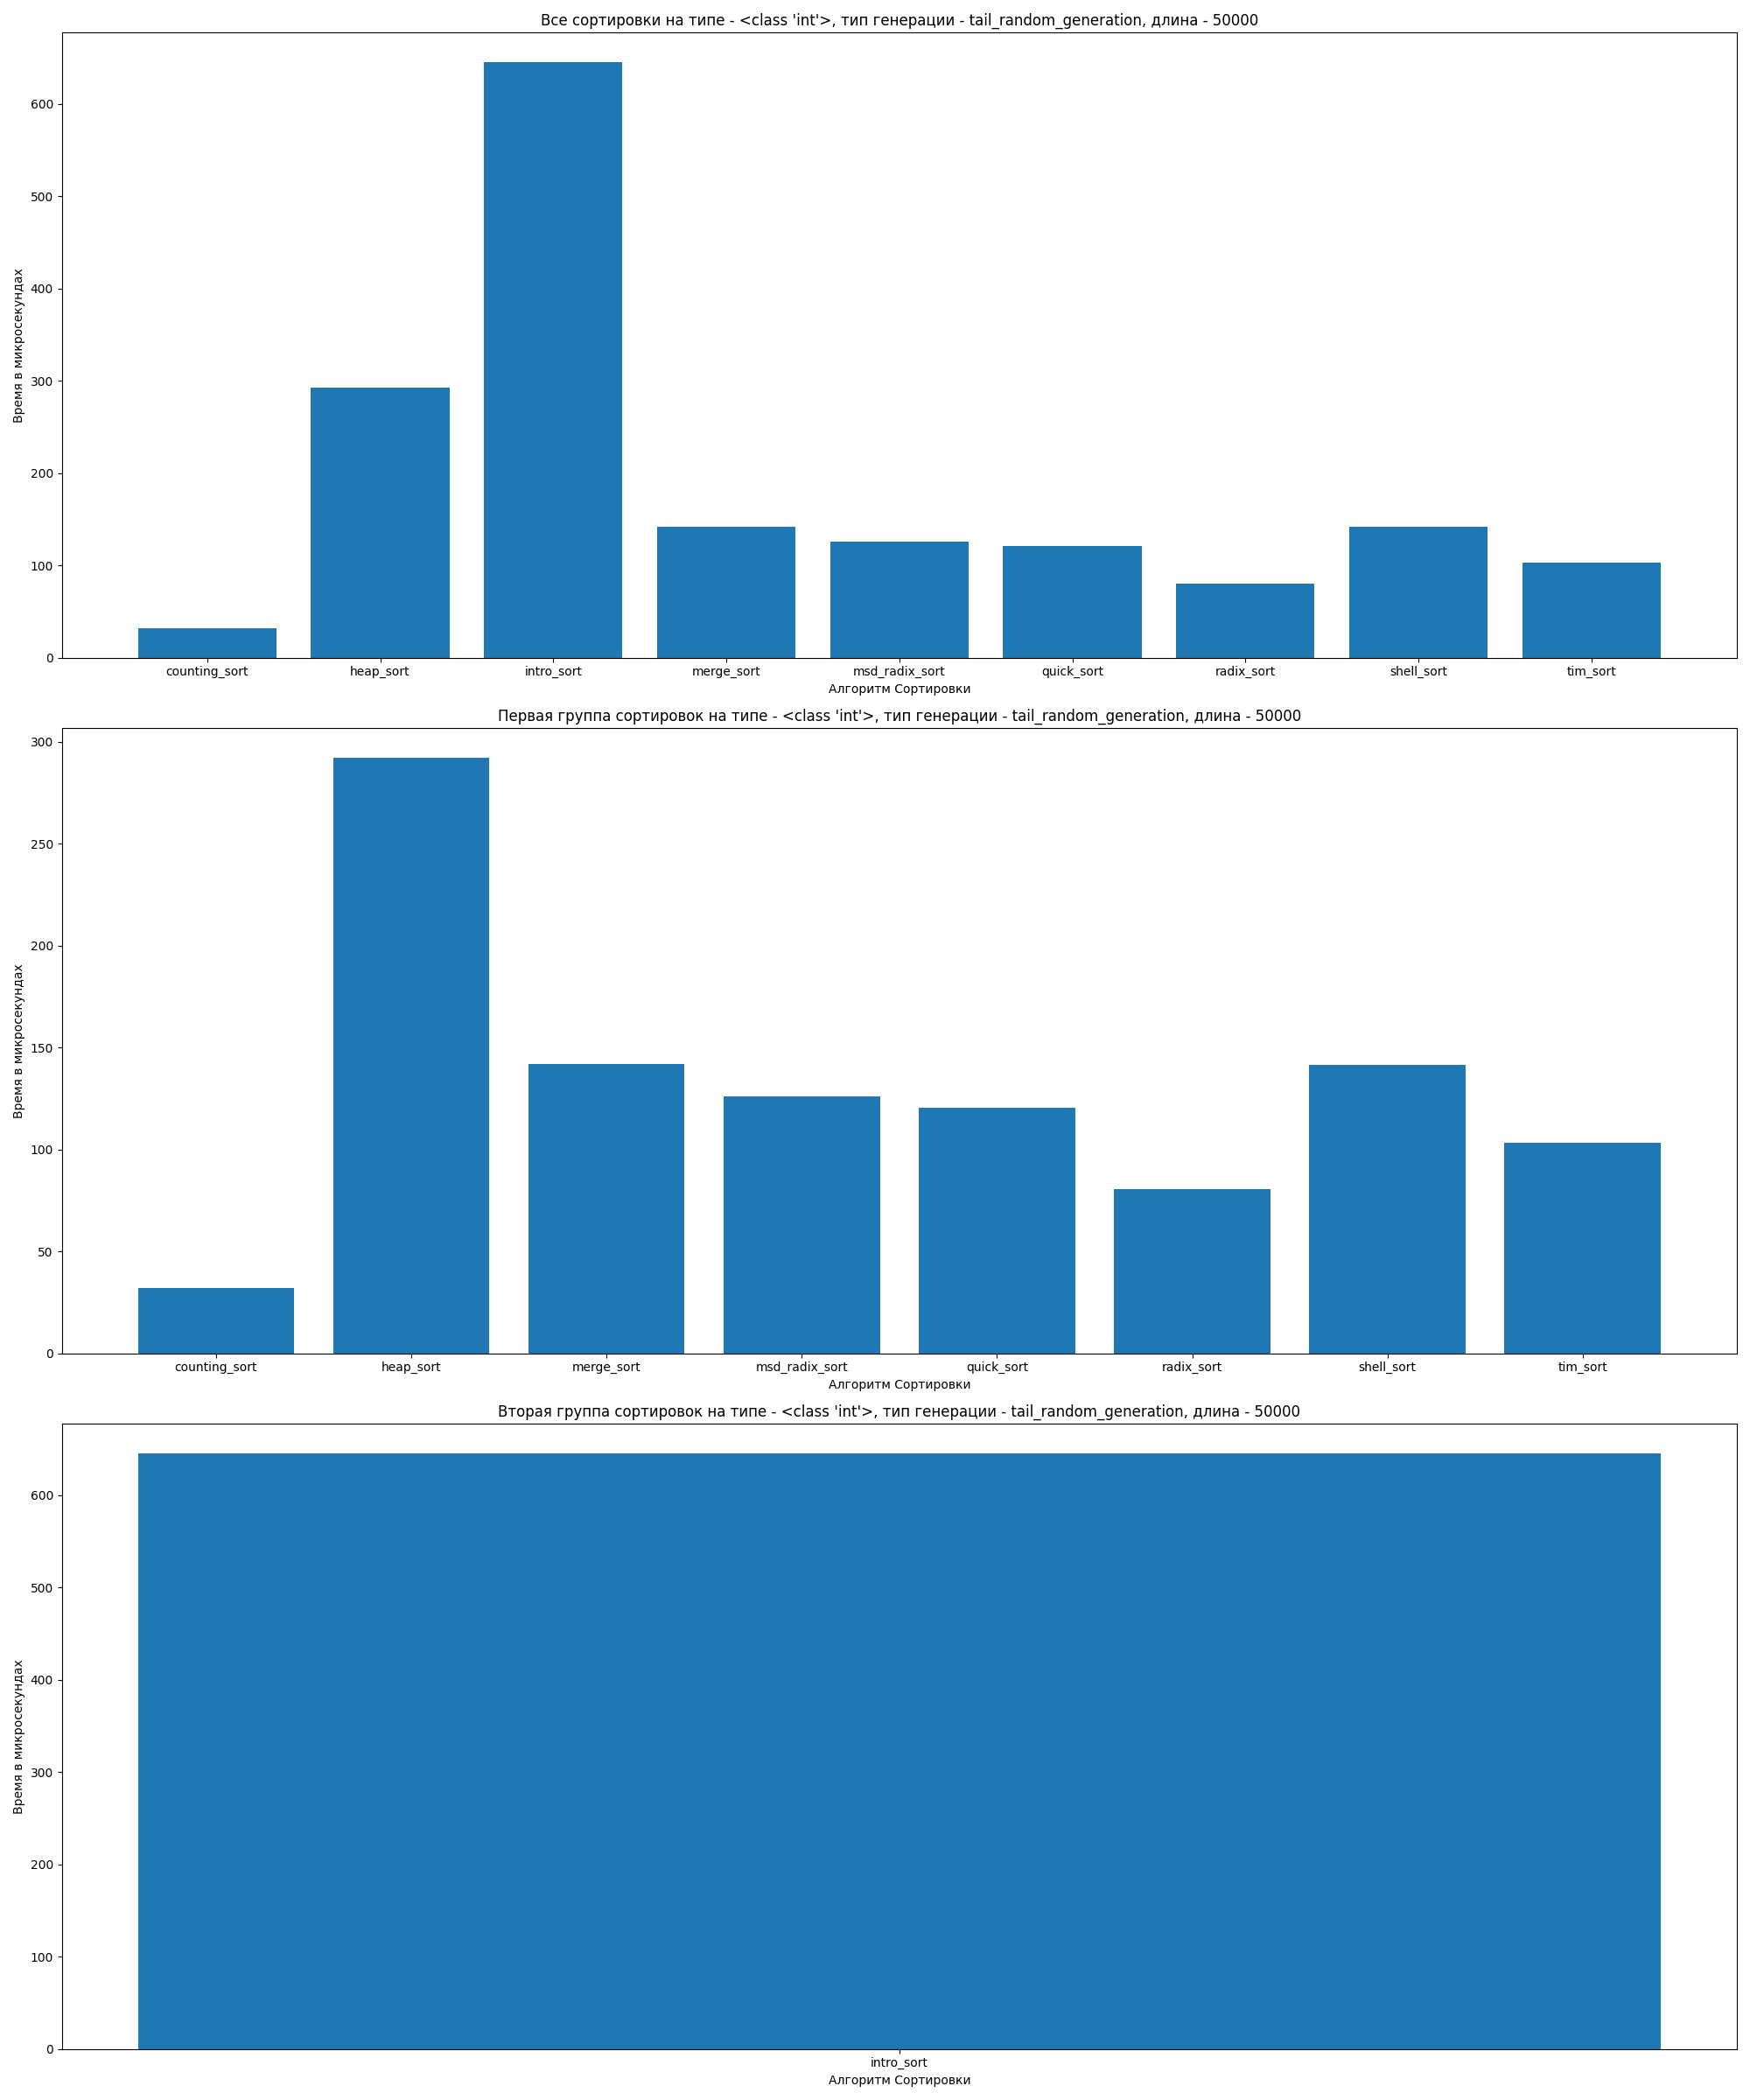 Все сортировки на типе - <class 'int'>, тип генерации - tail_random_generation, длина - 50000
600
500
400
300
200
100
0
Время в микросекундах
counting_sort heap_sort intro_sort merge_sort msd_radix_sort quick_sort radix_sort shell_sort tim_sort
Алгоритм Сортировки
Первая группа сортировок на типе - <class 'int'>, тип генерации - tail_random_generation, длина - 50000
300
250
200
150
100
50
0
Время в микросекундах
counting_sort heap_sort merge_sort msd_radix_sort quick_sort radix_sort shell_sort tim_sort
Алгоритм Сортировки
Вторая группа сортировок на типе - <class 'int'>, тип генерации - tail_random_generation, длина - 50000
600
500
400
300
200
100
0
Время в микросекундах
intro_sort
Алгоритм Сортировки